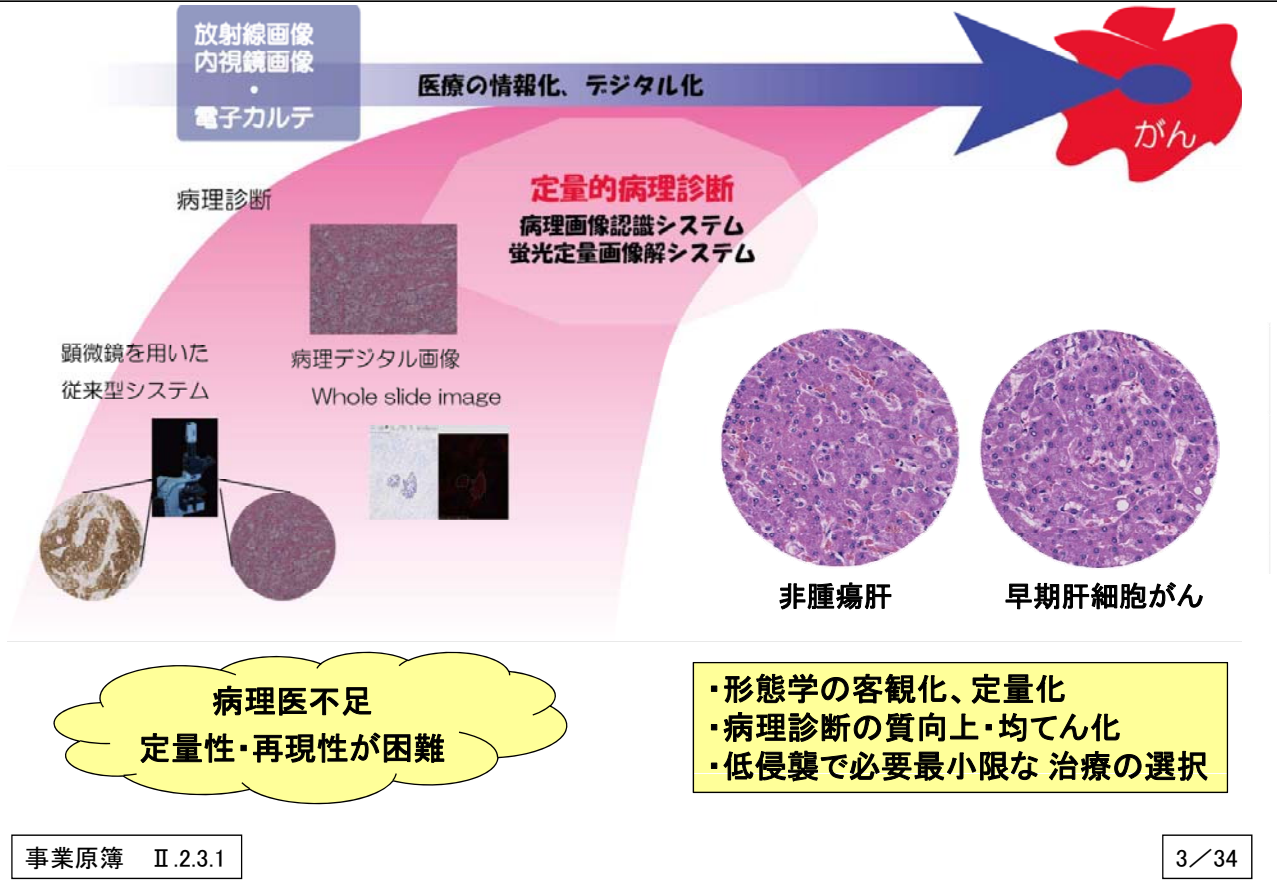 放射線画像
内視鏡画像
・
電子カルテ
医療の情報化、デジタル化
がん
病理診断
定量的病理診断
病理画像認識システム
蛍光定量画像解システム
顕微鏡を用いた
従来型システム
病理デジタル画像
Whole slide image
非腫瘍肝
早期肝細胞がん
病理医不足
定量性・再現性が困難
・形態学の客観化、定量化
・病理診断の質向上・均てん化
・低侵襲で必要最小限な 治療の選択
事業原簿 Ⅱ.2.3.1
3／34